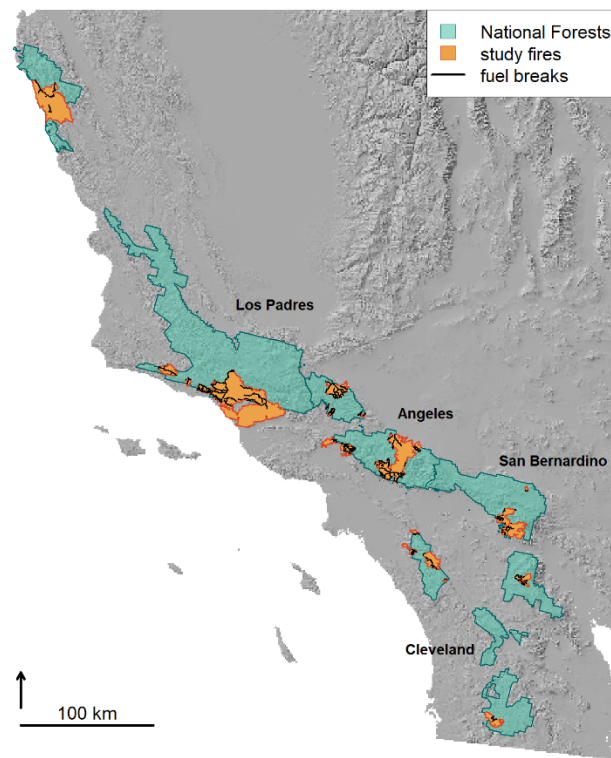 National Forests
study fires
fuel breaks
Los Padres
Angeles
San Bernardino
Cleveland
100 km